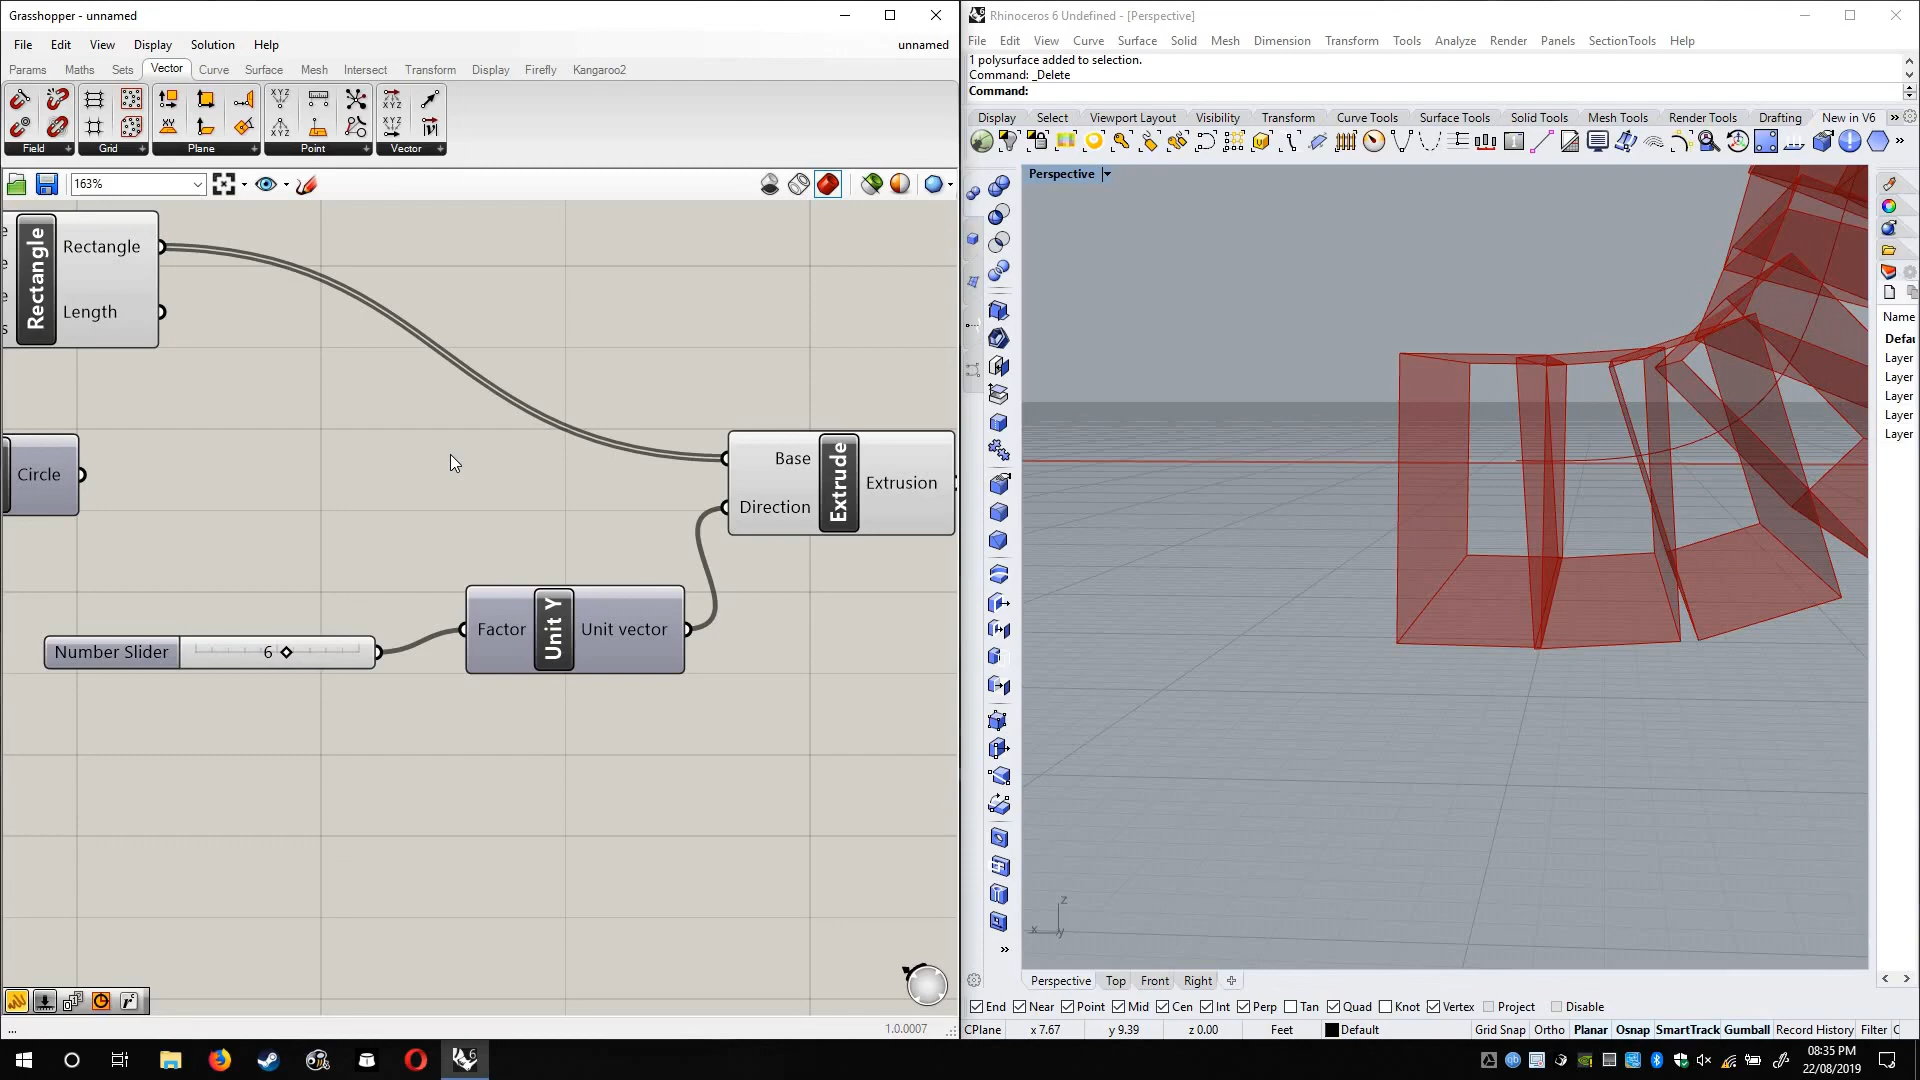 Grasshopper - unnamed
File Edit View Display Solution Help
unnamed
Params Maths Sets Vector Curve Surface Mesh Intersect Transform Display Firefly Kangaroo2
XYZ XYZ
XY XYZ XYZ
Field Grid Plane Point Vector
163%
Rectangle
Rectangle
Length
Circle
Base
Direction
Extrude
Extrusion
Factor
Unit Y
Unit vector
Number Slider 6
... 1.0.0007
Rhinoceros 6 Undefined - [Perspective]
File Edit View Curve Surface Solid Mesh Dimension Transform Tools Analyze Render Panels SectionTools Help
1 polysurface added to selection.
Command: _Delete
Command:
Display Select Viewport Layout Visibility Transform Curve Tools Surface Tools Solid Tools Mesh Tools Render Tools Drafting New in V6 »
Perspective
Name
Defau
Layer
Layer
Layer
Layer
Layer
z
x y
Perspective Top Front Right
End Near Point Mid Cen Int Perp Tan Quad Knot Vertex Project Disable
CPlane x 7.67 y 9.39 z 0.00 Feet Default Grid Snap Ortho Planar Osnap SmartTrack Gumball Record History Filter C
08:35 PM
22/08/2019